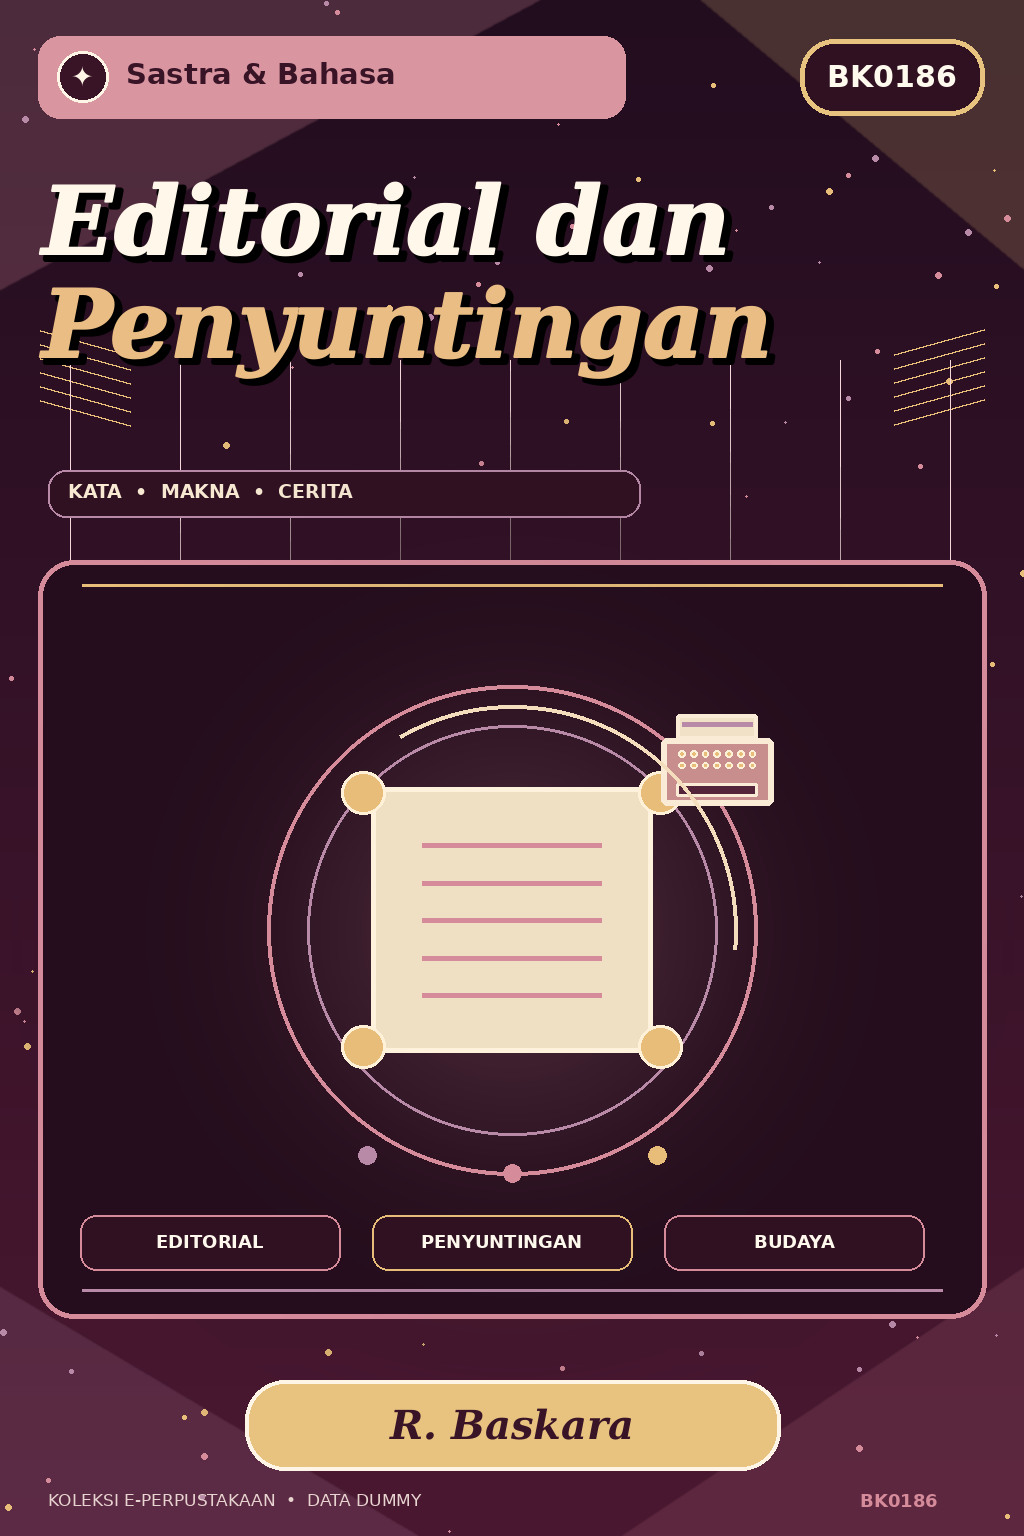 Sastra & Bahasa
BK0186
Editorial dan
Penyuntingan
KATA • MAKNA • CERITA
EDITORIAL
PENYUNTINGAN
BUDAYA
R. Baskara
KOLEKSI E-PERPUSTAKAAN • DATA DUMMY
BK0186